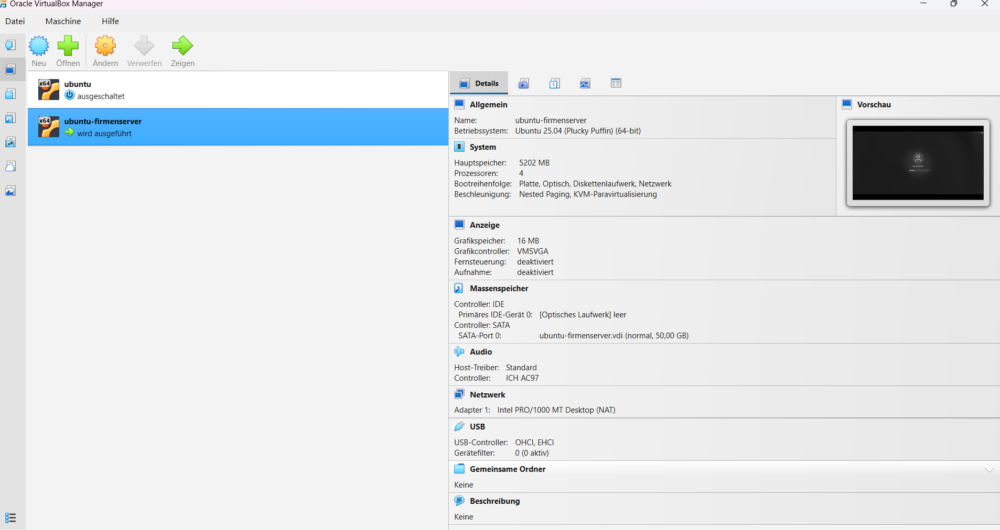 Oracle VirtualBox Manager
Datei Maschine Hilfe
Neu Öffnen Ändern Verwerfen Zeigen
x64 ubuntu
ausgeschaltet
x64 ubuntu-firmenserver
wird ausgeführt
Details
Allgemein
Name: ubuntu-firmenserver
Betriebssystem: Ubuntu 25.04 (Plucky Puffin) (64-bit)
Vorschau
System
Hauptspeicher: 5202 MB
Prozessoren: 4
Bootreihenfolge: Platte, Optisch, Diskettenlaufwerk, Netzwerk
Beschleunigung: Nested Paging, KVM-Paravirtualisierung
Anzeige
Grafikspeicher: 16 MB
Grafikcontroller: VMSVGA
Fernsteuerung: deaktiviert
Aufnahme: deaktiviert
Massenspeicher
Controller: IDE
Primäres IDE-Gerät 0: [Optisches Laufwerk] leer
Controller: SATA
SATA-Port 0: ubuntu-firmenserver.vdi (normal, 50,00 GB)
Audio
Host-Treiber: Standard
Controller: ICH AC97
Netzwerk
Adapter 1: Intel PRO/1000 MT Desktop (NAT)
USB
USB-Controller: OHCI, EHCI
Gerätefilter: 0 (0 aktiv)
Gemeinsame Ordner
Keine
Beschreibung
Keine